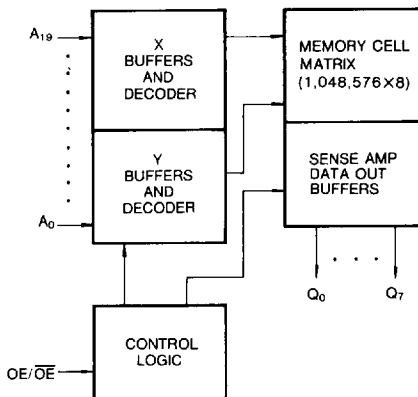 A19
X
BUFFERS
AND
DECODER
MEMORY CELL
MATRIX
(1,048,576×8)
Y
BUFFERS
AND
DECODER
A0
SENSE AMP
DATA OUT
BUFFERS
Q0
Q7
CONTROL
LOGIC
OE/O̅E̅